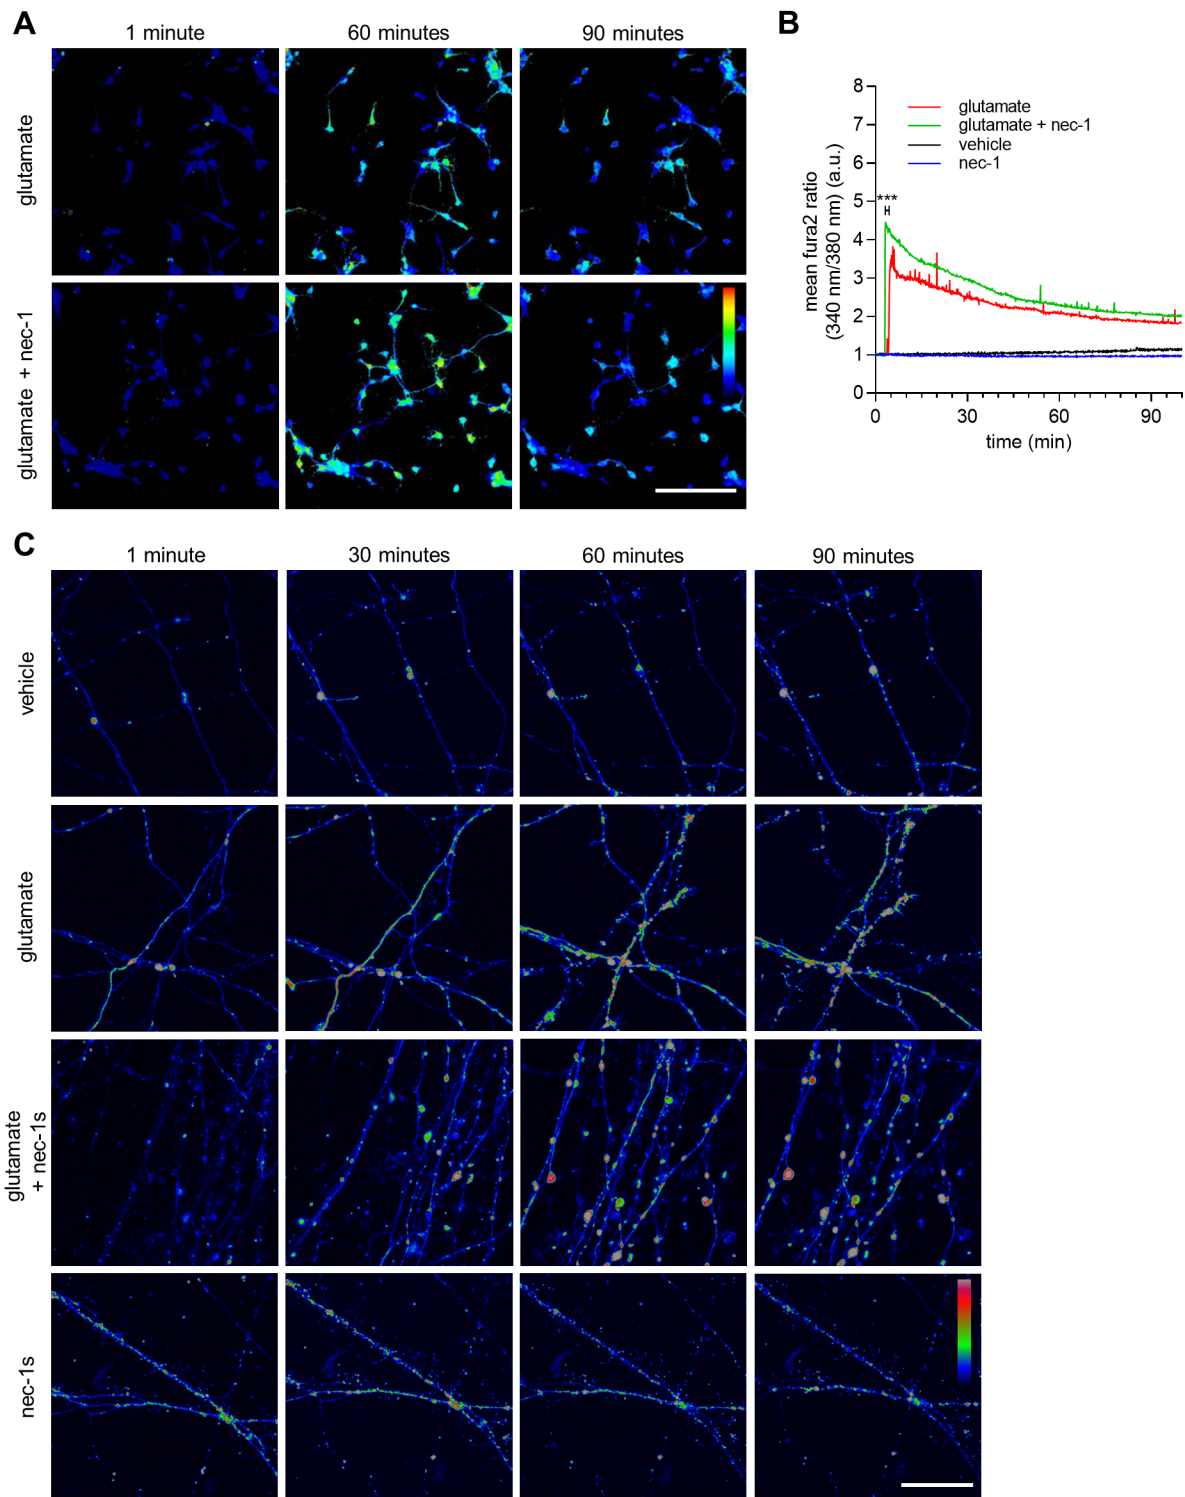 A
1 minute
60 minutes
90 minutes
glutamate
glutamate + nec-1
B
8
7
6
5
4
3
2
1
0
mean fura2 ratio
(340 nm/380 nm) (a.u.)
glutamate
glutamate + nec-1
vehicle
nec-1
***
0
30
60
90
time (min)
C
1 minute
30 minutes
60 minutes
90 minutes
vehicle
glutamate
glutamate
+ nec-1s
nec-1s